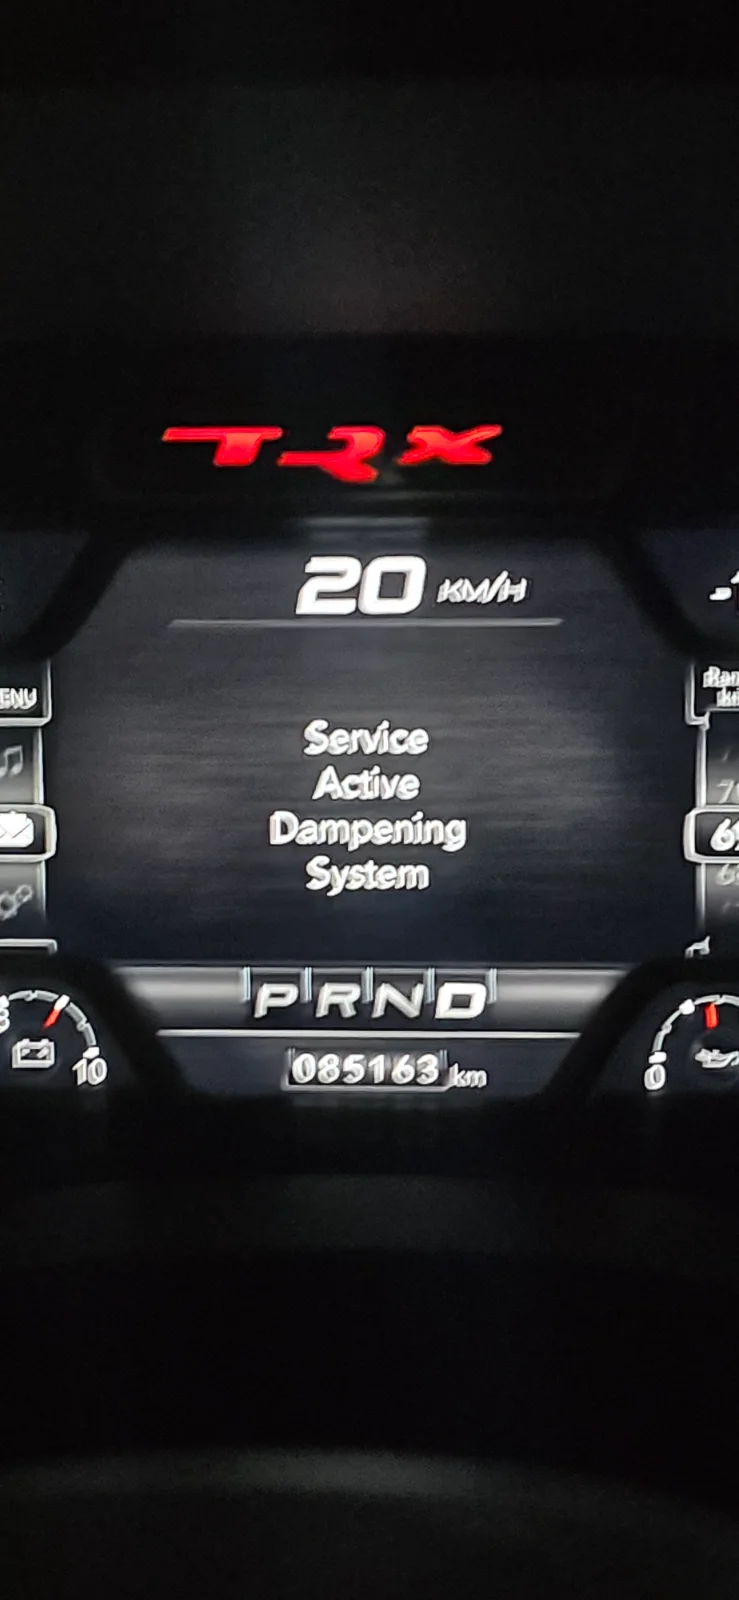 TRX
20 KM/H
Service
Active
Dampening
System
PRND
085163 km
10
0